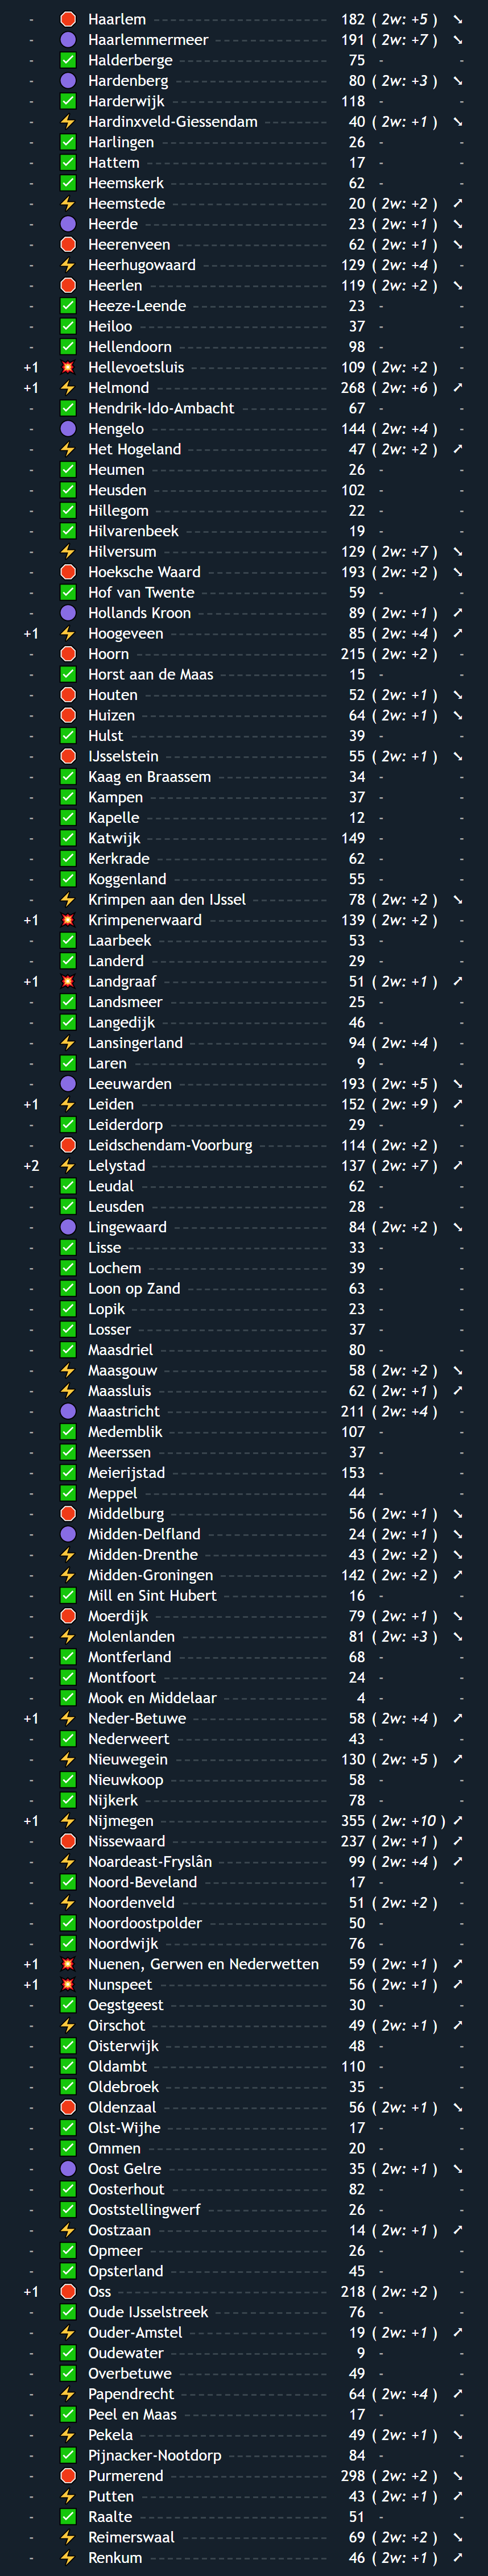 - Haarlem 182 ( 2w: +5 ) ➘
- Haarlemmermeer 191 ( 2w: +7 ) ➘
- Halderberge 75 - -
- Hardenberg 80 ( 2w: +3 ) ➘
- Harderwijk 118 - -
- Hardinxveld-Giessendam 40 ( 2w: +1 ) ➘
- Harlingen 26 - -
- Hattem 17 - -
- Heemskerk 62 - -
- Heemstede 20 ( 2w: +2 ) ➚
- Heerde 23 ( 2w: +1 ) ➘
- Heerenveen 62 ( 2w: +1 ) ➘
- Heerhugowaard 129 ( 2w: +4 ) -
- Heerlen 119 ( 2w: +2 ) ➘
- Heeze-Leende 23 - -
- Heiloo 37 - -
- Hellendoorn 98 - -
+1 Hellevoetsluis 109 ( 2w: +2 ) -
+1 Helmond 268 ( 2w: +6 ) ➚
- Hendrik-Ido-Ambacht 67 - -
- Hengelo 144 ( 2w: +4 ) -
- Het Hogeland 47 ( 2w: +2 ) ➚
- Heumen 26 - -
- Heusden 102 - -
- Hillegom 22 - -
- Hilvarenbeek 19 - -
- Hilversum 129 ( 2w: +7 ) ➘
- Hoeksche Waard 193 ( 2w: +2 ) ➘
- Hof van Twente 59 - -
- Hollands Kroon 89 ( 2w: +1 ) ➚
+1 Hoogeveen 85 ( 2w: +4 ) ➚
- Hoorn 215 ( 2w: +2 ) -
- Horst aan de Maas 15 - -
- Houten 52 ( 2w: +1 ) ➘
- Huizen 64 ( 2w: +1 ) ➘
- Hulst 39 - -
- IJsselstein 55 ( 2w: +1 ) ➘
- Kaag en Braassem 34 - -
- Kampen 37 - -
- Kapelle 12 - -
- Katwijk 149 - -
- Kerkrade 62 - -
- Koggenland 55 - -
- Krimpen aan den IJssel 78 ( 2w: +2 ) ➘
+1 Krimpenerwaard 139 ( 2w: +2 ) -
- Laarbeek 53 - -
- Landerd 29 - -
+1 Landgraaf 51 ( 2w: +1 ) ➚
- Landsmeer 25 - -
- Langedijk 46 - -
- Lansingerland 94 ( 2w: +4 ) -
- Laren 9 - -
- Leeuwarden 193 ( 2w: +5 ) ➘
+1 Leiden 152 ( 2w: +9 ) ➚
- Leiderdorp 29 - -
- Leidschendam-Voorburg 114 ( 2w: +2 ) -
+2 Lelystad 137 ( 2w: +7 ) ➚
- Leudal 62 - -
- Leusden 28 - -
- Lingewaard 84 ( 2w: +2 ) ➘
- Lisse 33 - -
- Lochem 39 - -
- Loon op Zand 63 - -
- Lopik 23 - -
- Losser 37 - -
- Maasdriel 80 - -
- Maasgouw 58 ( 2w: +2 ) ➘
- Maassluis 62 ( 2w: +1 ) ➚
- Maastricht 211 ( 2w: +4 ) -
- Medemblik 107 - -
- Meerssen 37 - -
- Meierijstad 153 - -
- Meppel 44 - -
- Middelburg 56 ( 2w: +1 ) ➘
- Midden-Delfland 24 ( 2w: +1 ) ➘
- Midden-Drenthe 43 ( 2w: +2 ) ➘
- Midden-Groningen 142 ( 2w: +2 ) ➚
- Mill en Sint Hubert 16 - -
- Moerdijk 79 ( 2w: +1 ) ➘
- Molenlanden 81 ( 2w: +3 ) ➘
- Montferland 68 - -
- Montfoort 24 - -
- Mook en Middelaar 4 - -
+1 Neder-Betuwe 58 ( 2w: +4 ) ➚
- Nederweert 43 - -
- Nieuwegein 130 ( 2w: +5 ) ➚
- Nieuwkoop 58 - -
- Nijkerk 78 - -
+1 Nijmegen 355 ( 2w: +10 ) ➚
- Nissewaard 237 ( 2w: +1 ) ➚
- Noardeast-Fryslân 99 ( 2w: +4 ) ➚
- Noord-Beveland 17 - -
- Noordenveld 51 ( 2w: +2 ) -
- Noordoostpolder 50 - -
- Noordwijk 76 - -
+1 Nuenen, Gerwen en Nederwetten 59 ( 2w: +1 ) ➚
+1 Nunspeet 56 ( 2w: +1 ) ➚
- Oegstgeest 30 - -
- Oirschot 49 ( 2w: +1 ) ➚
- Oisterwijk 48 - -
- Oldambt 110 - -
- Oldebroek 35 - -
- Oldenzaal 56 ( 2w: +1 ) ➘
- Olst-Wijhe 17 - -
- Ommen 20 - -
- Oost Gelre 35 ( 2w: +1 ) ➘
- Oosterhout 82 - -
- Ooststellingwerf 26 - -
- Oostzaan 14 ( 2w: +1 ) ➚
- Opmeer 26 - -
- Opsterland 45 - -
+1 Oss 218 ( 2w: +2 ) -
- Oude IJsselstreek 76 - -
- Ouder-Amstel 19 ( 2w: +1 ) ➚
- Oudewater 9 - -
- Overbetuwe 49 - -
- Papendrecht 64 ( 2w: +4 ) ➚
- Peel en Maas 17 - -
- Pekela 49 ( 2w: +1 ) ➘
- Pijnacker-Nootdorp 84 - -
- Purmerend 298 ( 2w: +2 ) ➘
- Putten 43 ( 2w: +1 ) ➚
- Raalte 51 - -
- Reimerswaal 69 ( 2w: +2 ) ➘
- Renkum 46 ( 2w: +1 ) ➚